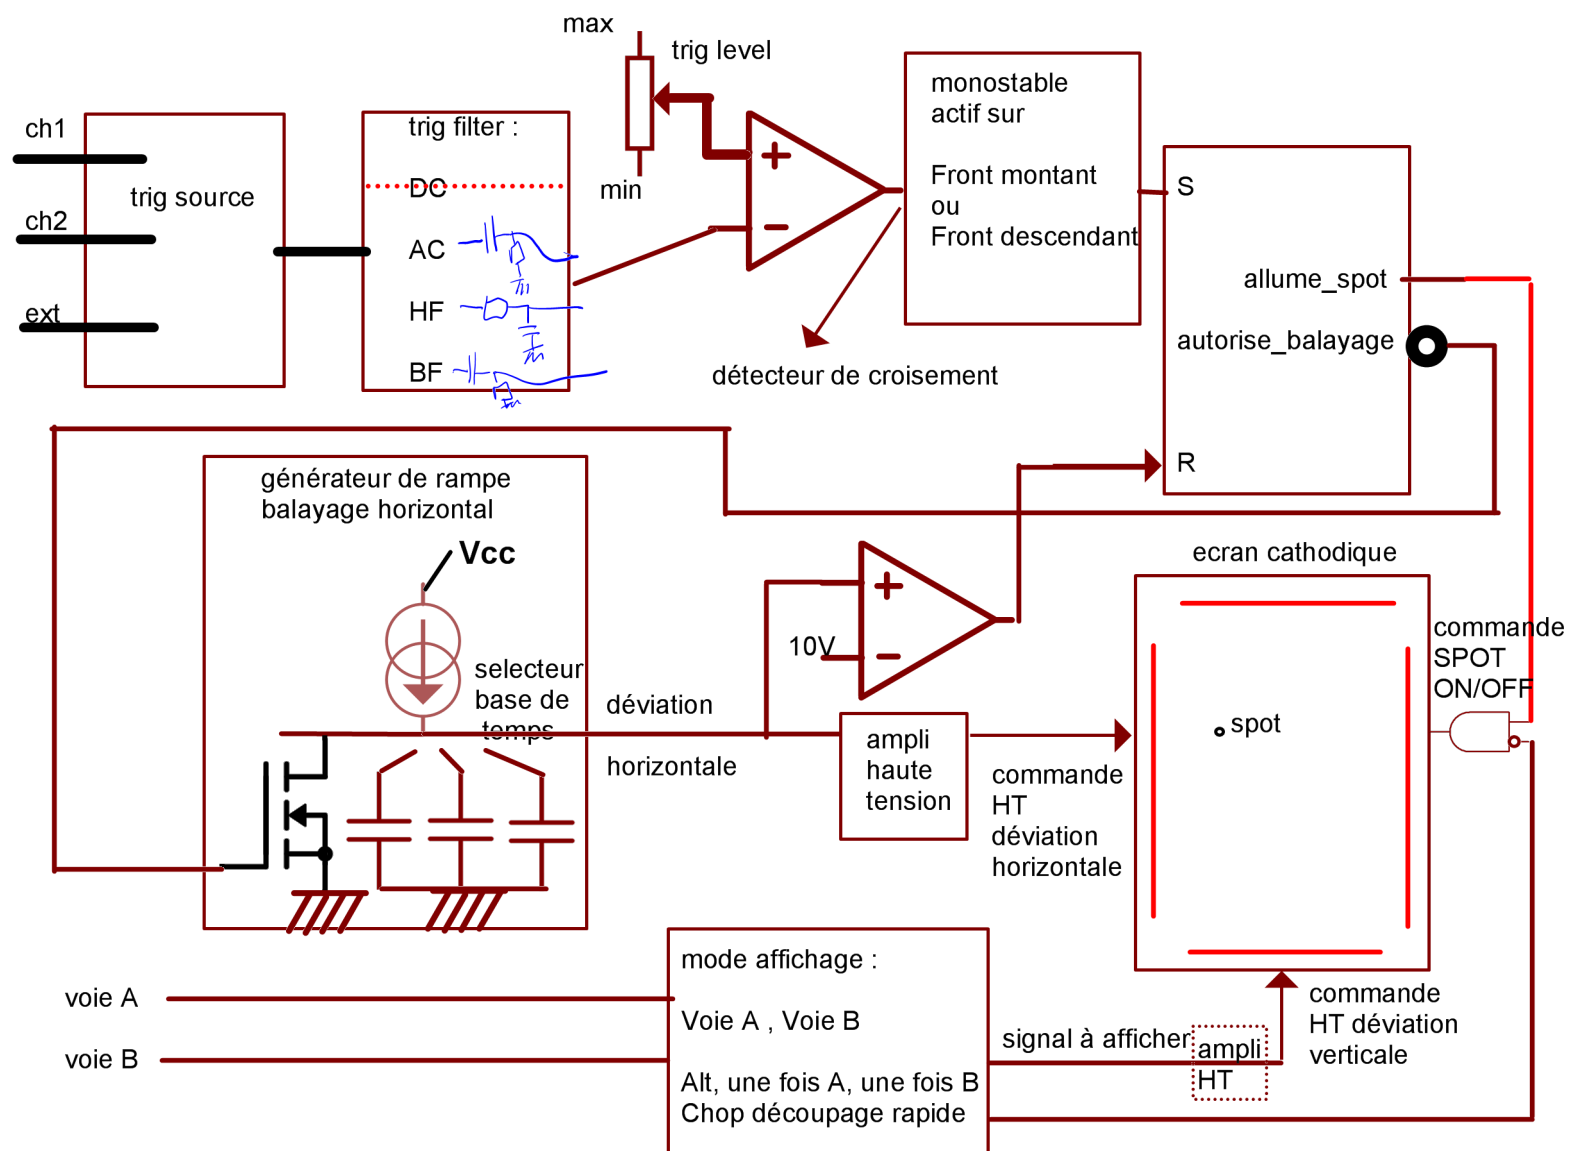 max
trig level
min
ch1
ch2
ext
trig source
trig filter :
DC
AC
HF
BF
+
−
détecteur de croisement
monostable
actif sur
Front montant
ou
Front descendant
S
allume_spot
autorise_balayage
R
générateur de rampe
balayage horizontal
Vcc
selecteur
base de
temps
déviation
horizontale
10V
+
−
ampli
haute
tension
commande
HT
déviation
horizontale
ecran cathodique
spot
commande
SPOT
ON/OFF
voie A
voie B
mode affichage :
Voie A , Voie B
Alt, une fois A, une fois B
Chop découpage rapide
signal à afficher
ampli
HT
commande
HT déviation
verticale